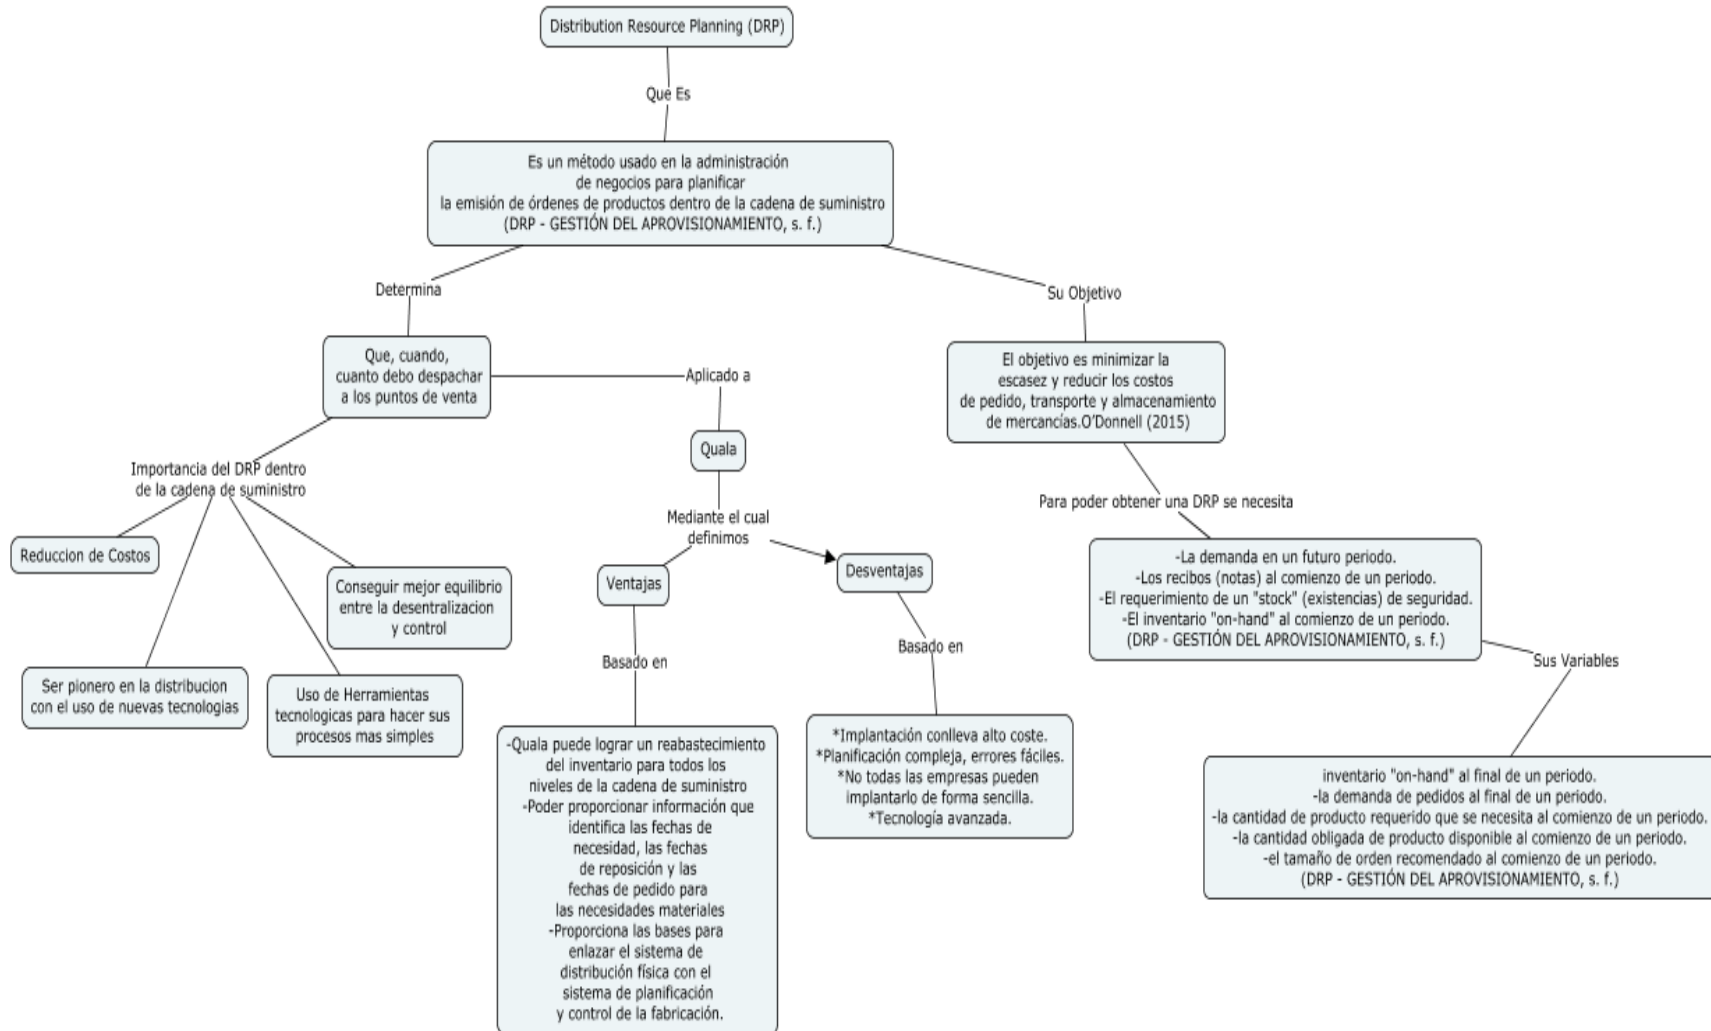 Distribution Resource Planning (DRP)
Que Es
Es un método usado en la administración
de negocios para planificar
la emisión de órdenes de productos dentro de la cadena de suministro
(DRP - GESTIÓN DEL APROVISIONAMIENTO, s. f.)
Determina
Que, cuando,
cuanto debo despachar
a los puntos de venta
Importancia del DRP dentro
de la cadena de suministro
Reduccion de Costos
Ser pionero en la distribucion
con el uso de nuevas tecnologias
Uso de Herramientas
tecnologicas para hacer sus
procesos mas simples
Conseguir mejor equilibrio
entre la desentralizacion
y control
Aplicado a
Quala
Mediante el cual
definimos
Ventajas
Basado en
-Quala puede lograr un reabastecimiento
del inventario para todos los
niveles de la cadena de suministro
-Poder proporcionar información que
identifica las fechas de
necesidad, las fechas
de reposición y las
fechas de pedido para
las necesidades materiales
-Proporciona las bases para
enlazar el sistema de
distribución física con el
sistema de planificación
y control de la fabricación.
Desventajas
Basado en
*Implantación conlleva alto coste.
*Planificación compleja, errores fáciles.
*No todas las empresas pueden
implantarlo de forma sencilla.
*Tecnología avanzada.
Su Objetivo
El objetivo es minimizar la
escasez y reducir los costos
de pedido, transporte y almacenamiento
de mercancías.O'Donnell (2015)
Para poder obtener una DRP se necesita
-La demanda en un futuro periodo.
-Los recibos (notas) al comienzo de un periodo.
-El requerimiento de un "stock" (existencias) de seguridad.
-El inventario "on-hand" al comienzo de un periodo.
(DRP - GESTIÓN DEL APROVISIONAMIENTO, s. f.)
Sus Variables
inventario "on-hand" al final de un periodo.
-la demanda de pedidos al final de un periodo.
-la cantidad de producto requerido que se necesita al comienzo de un periodo.
-la cantidad obligada de producto disponible al comienzo de un periodo.
-el tamaño de orden recomendado al comienzo de un periodo.
(DRP - GESTIÓN DEL APROVISIONAMIENTO, s. f.)